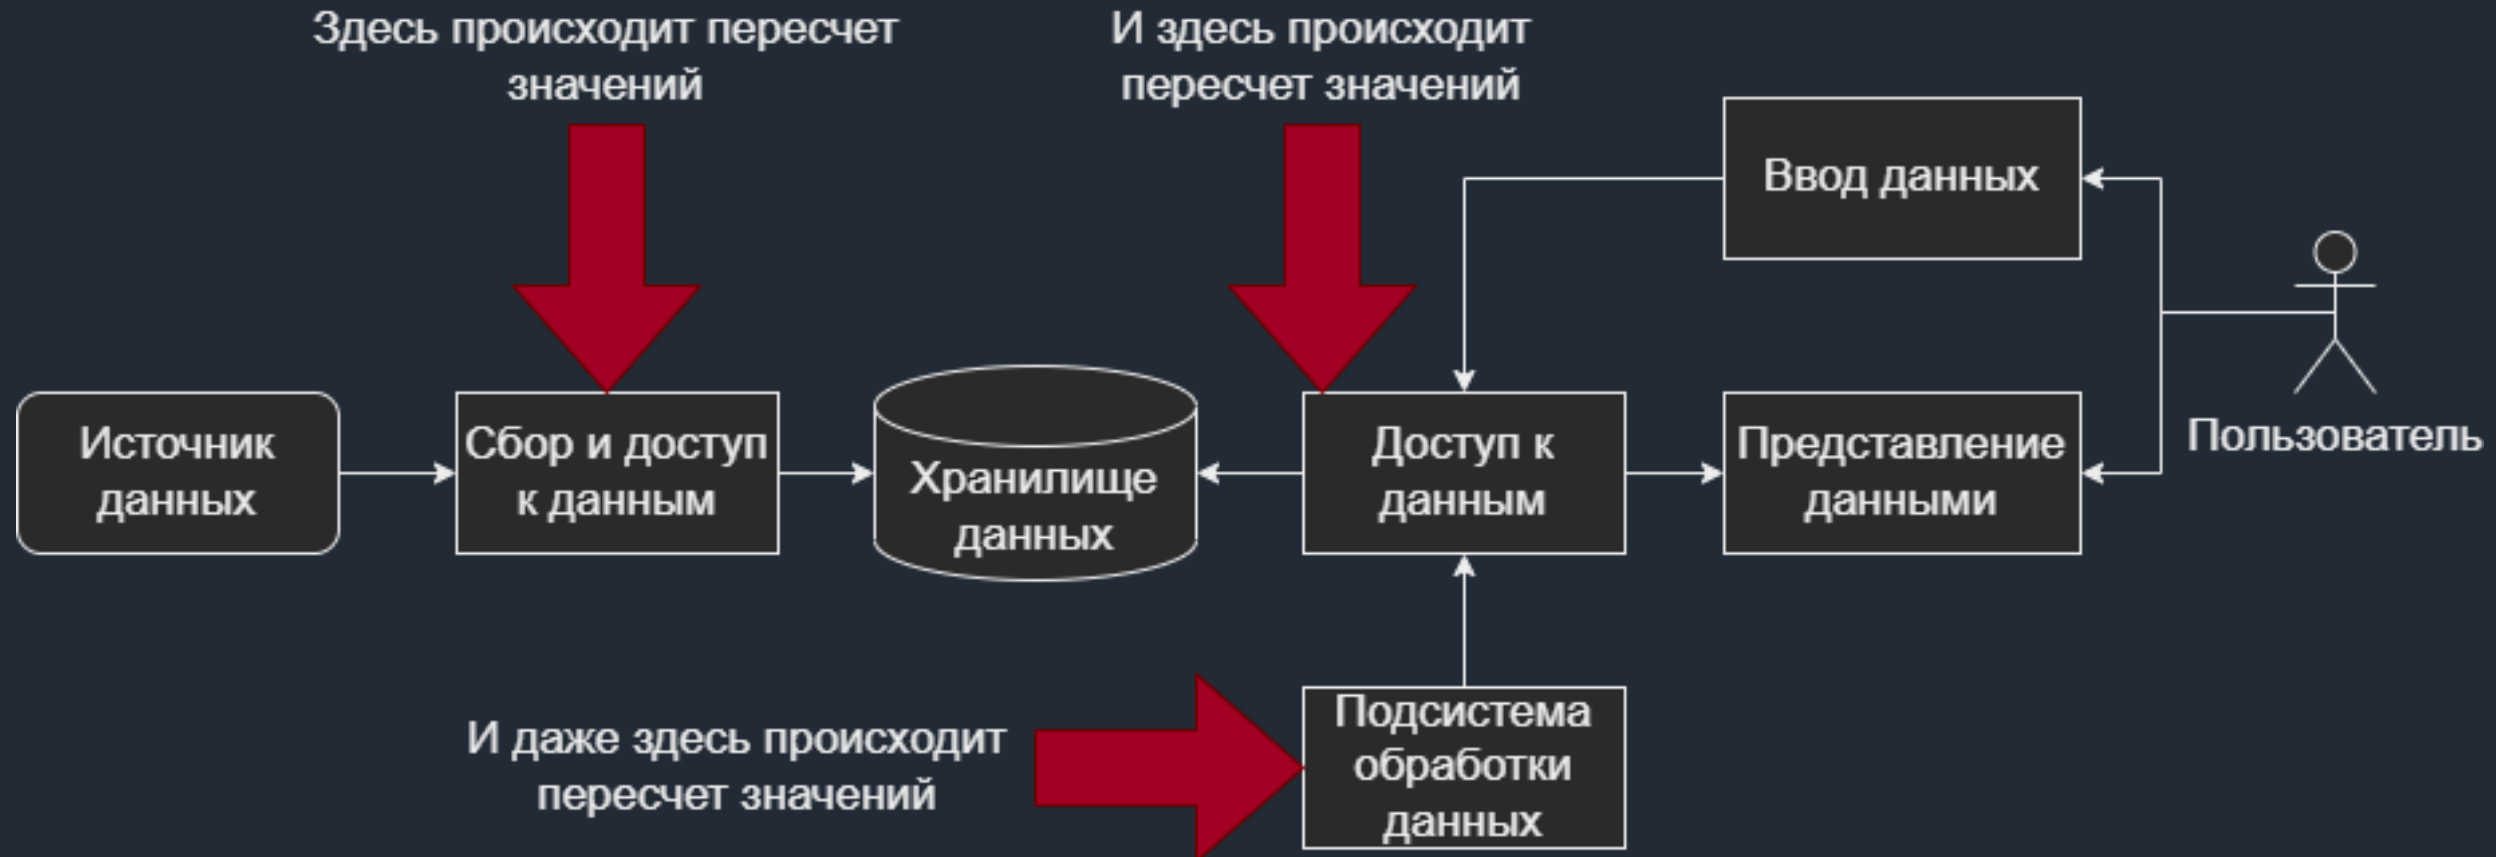 Здесь происходит пересчет
значений
И здесь происходит
пересчет значений
Ввод данных
Пользователь
Источник
данных
Сбор и доступ
к данным
Хранилище
данных
Доступ к
данным
Представление
данными
И даже здесь происходит
пересчет значений
Подсистема
обработки
данных